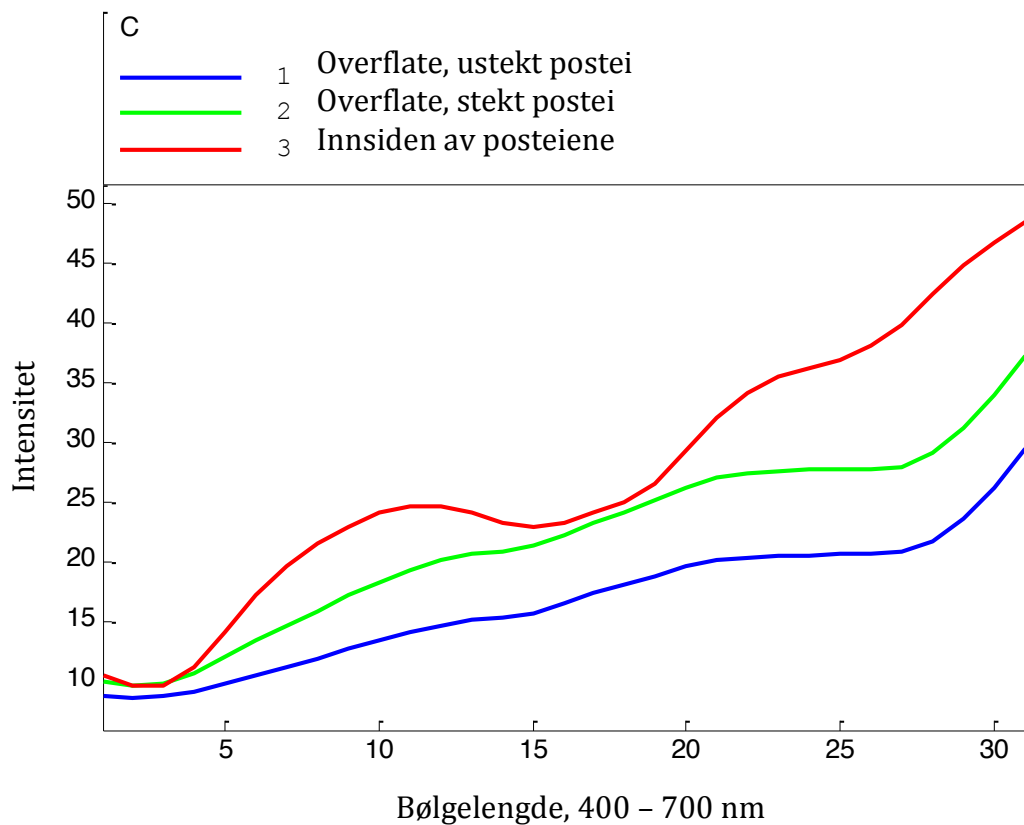 C
1 Overflate, ustekt postei
2 Overflate, stekt postei
3 Innsiden av posteiene
50
45
40
35
30
25
20
15
10
Intensitet
5 10 15 20 25 30
Bølgelengde, 400 – 700 nm